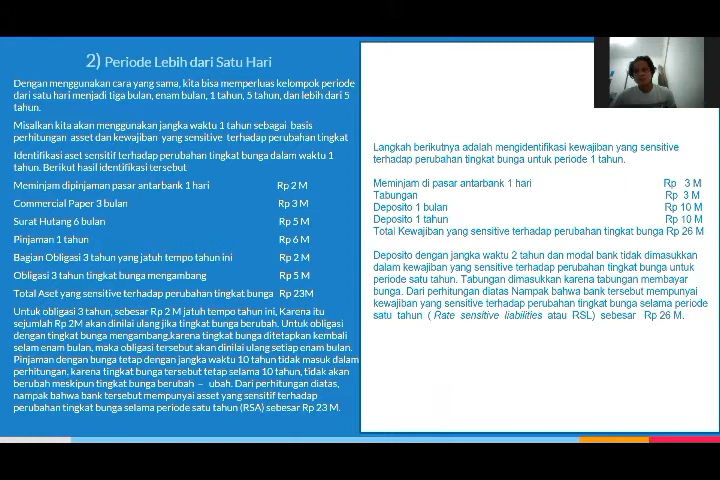 2) Periode Lebih dari Satu Hari
Dengan menggunakan cara yang sama, kita bisa memperluas kelompok periode
dari satu hari menjadi tiga bulan, enam bulan, 1 tahun, 5 tahun, dan lebih dari 5
tahun.
Misalkan kita akan menggunakan jangka waktu 1 tahun sebagai basis
perhitungan asset dan kewajiban yang sensitive terhadap perubahan tingkat
Identifikasi aset sensitif terhadap perubahan tingkat bunga dalam waktu 1
tahun. Berikut hasil identifikasi tersebut
Meminjam dipinjaman pasar antarbank 1 hari Rp 2 M
Commercial Paper 3 bulan Rp 3 M
Surat Hutang 6 bulan Rp 5 M
Pinjaman 1 tahun Rp 6 M
Bagian Obligasi 3 tahun yang jatuh tempo tahun ini Rp 2 M
Obligasi 3 tahun tingkat bunga mengambang Rp 5 M
Total Aset yang sensitive terhadap perubahan tingkat bunga Rp 23M
Untuk obligasi 3 tahun, sebesar Rp 2 M jatuh tempo tahun ini, Karena itu
sejumlah Rp 2M akan dinilai ulang jika tingkat bunga berubah. Untuk obligasi
dengan tingkat bunga mengambang,karena tingkat bunga ditetapkan kembali
selam enam bulan, maka obligasi tersebut akan dinilai ulang setiap enam bulan.
Pinjaman dengan bunga tetap dengan jangka waktu 10 tahun tidak masuk dalam
perhitungan, karena tingkat bunga tersebut tetap selama 10 tahun, tidak akan
berubah meskipun tingkat bunga berubah – ubah. Dari perhitungan diatas,
nampak bahwa bank tersebut mempunyai asset yang sensitif terhadap
perubahan tingkat bunga selama periode satu tahun (RSA) sebesar Rp 23 M.
Langkah berikutnya adalah mengidentifikasi kewajiban yang sensitive
terhadap perubahan tingkat bunga untuk periode 1 tahun.
Meminjam di pasar antarbank 1 hari Rp 3 M
Tabungan Rp 3 M
Deposito 1 bulan Rp 10 M
Deposito 1 tahun Rp 10 M
Total Kewajiban yang sensitive terhadap perubahan tingkat bunga Rp 26 M
Deposito dengan jangka waktu 2 tahun dan modal bank tidak dimasukkan
dalam kewajiban yang sensitive terhadap perubahan tingkat bunga untuk
periode satu tahun. Tabungan dimasukkan karena tabungan membayar
bunga. Dari perhitungan diatas Nampak bahwa bank tersebut mempunyai
kewajiban yang sensitive terhadap perubahan tingkat bunga selama periode
satu tahun ( Rate sensitive liabilities atau RSL) sebesar Rp 26 M.